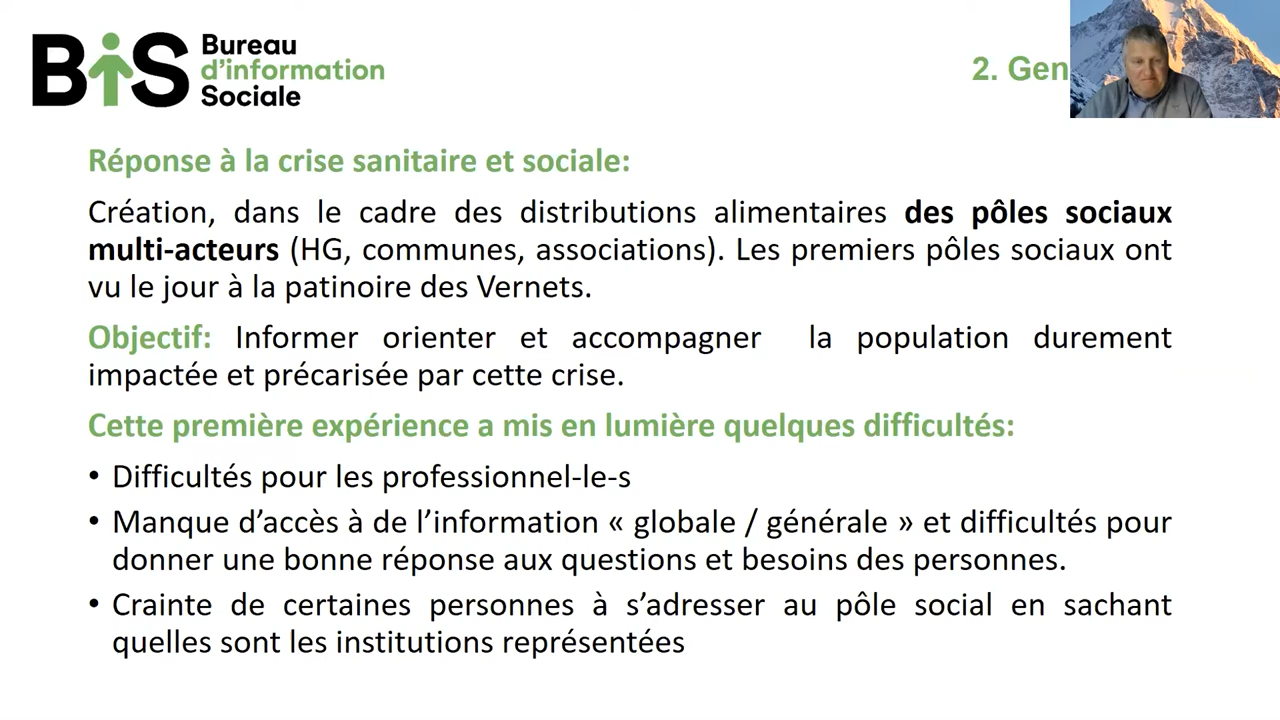 BiS Bureau
d'information
Sociale
2. Gen
Réponse à la crise sanitaire et sociale:
Création, dans le cadre des distributions alimentaires des pôles sociaux
multi-acteurs (HG, communes, associations). Les premiers pôles sociaux ont
vu le jour à la patinoire des Vernets.
Objectif: Informer orienter et accompagner la population durement
impactée et précarisée par cette crise.
Cette première expérience a mis en lumière quelques difficultés:
• Difficultés pour les professionnel-le-s
• Manque d’accès à de l’information « globale / générale » et difficultés pour
donner une bonne réponse aux questions et besoins des personnes.
• Crainte de certaines personnes à s’adresser au pôle social en sachant
quelles sont les institutions représentées